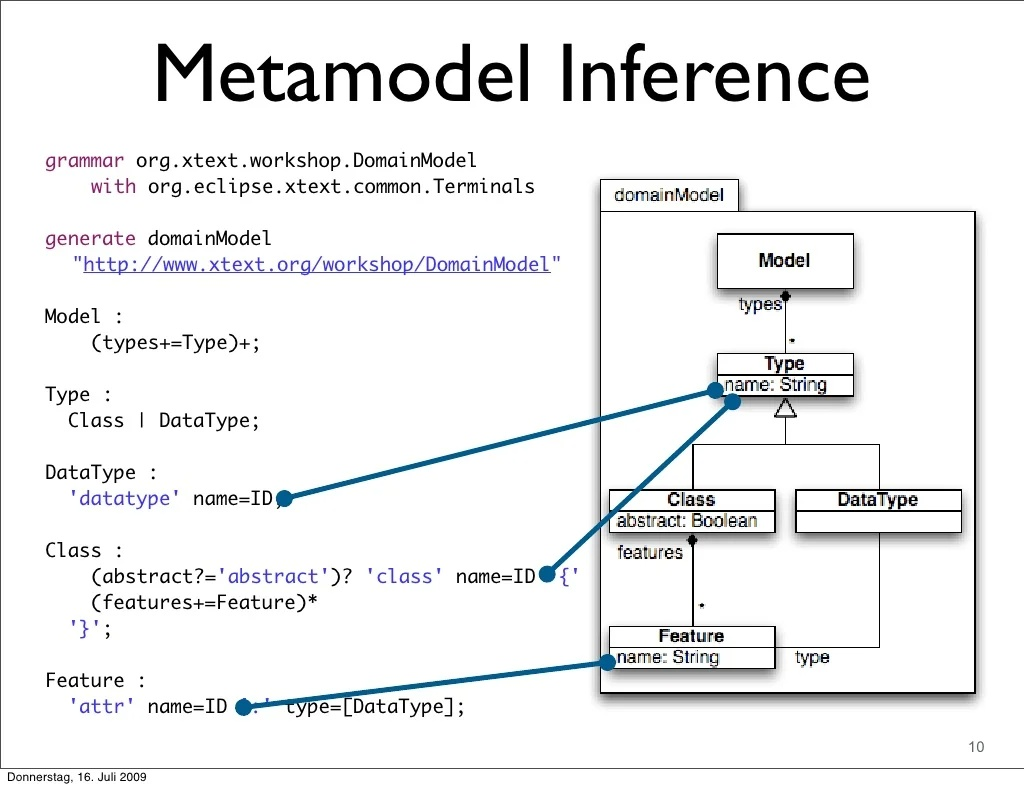 Metamodel Inference
grammar org.xtext.workshop.DomainModel
with org.eclipse.xtext.common.Terminals
generate domainModel
"http://www.xtext.org/workshop/DomainModel"
Model :
(types+=Type)+;
Type :
Class | DataType;
DataType :
'datatype' name=ID;
Class :
(abstract?='abstract')? 'class' name=ID '{'
(features+=Feature)*
'}';
Feature :
'attr' name=ID ':' type=[DataType];
domainModel
Model
types
*
Type
name: String
Class
abstract: Boolean
DataType
features
*
Feature
name: String
type
10
Donnerstag, 16. Juli 2009